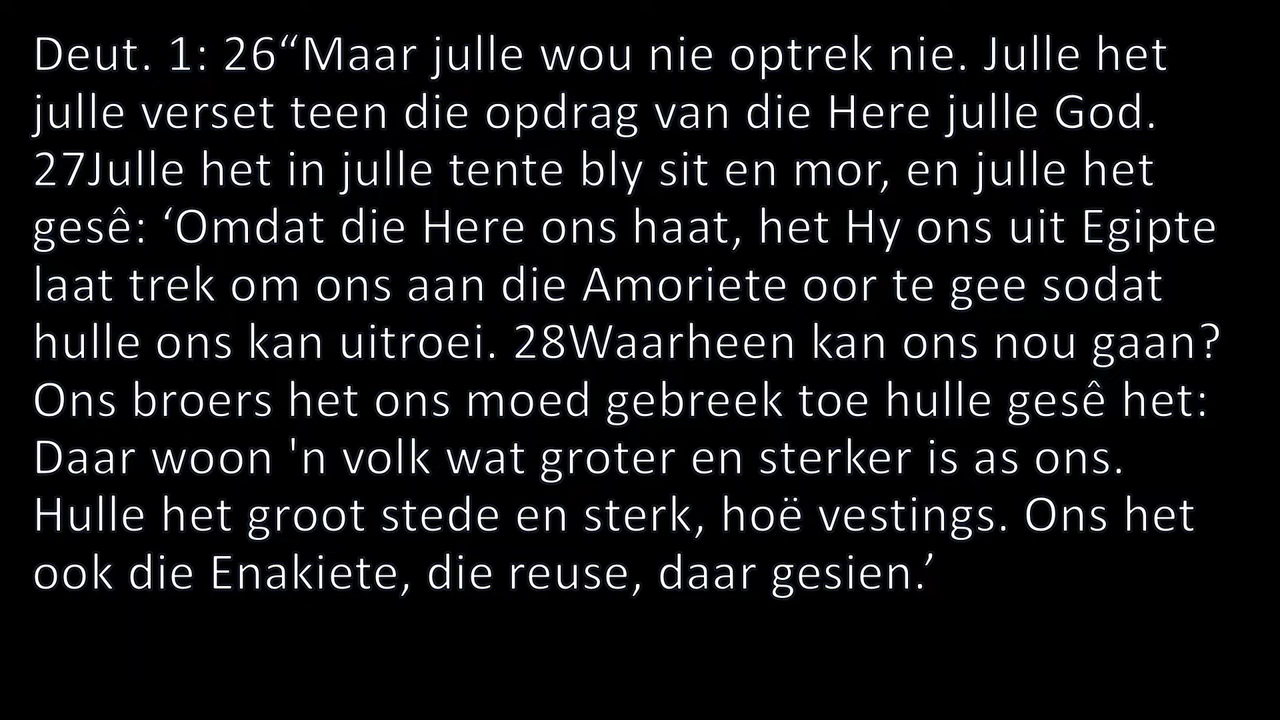 Deut. 1: 26“Maar julle wou nie optrek nie. Julle het
julle verset teen die opdrag van die Here julle God.
27Julle het in julle tente bly sit en mor, en julle het
gesê: ‘Omdat die Here ons haat, het Hy ons uit Egipte
laat trek om ons aan die Amoriete oor te gee sodat
hulle ons kan uitroei. 28Waarheen kan ons nou gaan?
Ons broers het ons moed gebreek toe hulle gesê het:
Daar woon 'n volk wat groter en sterker is as ons.
Hulle het groot stede en sterk, hoë vestings. Ons het
ook die Enakiete, die reuse, daar gesien.’